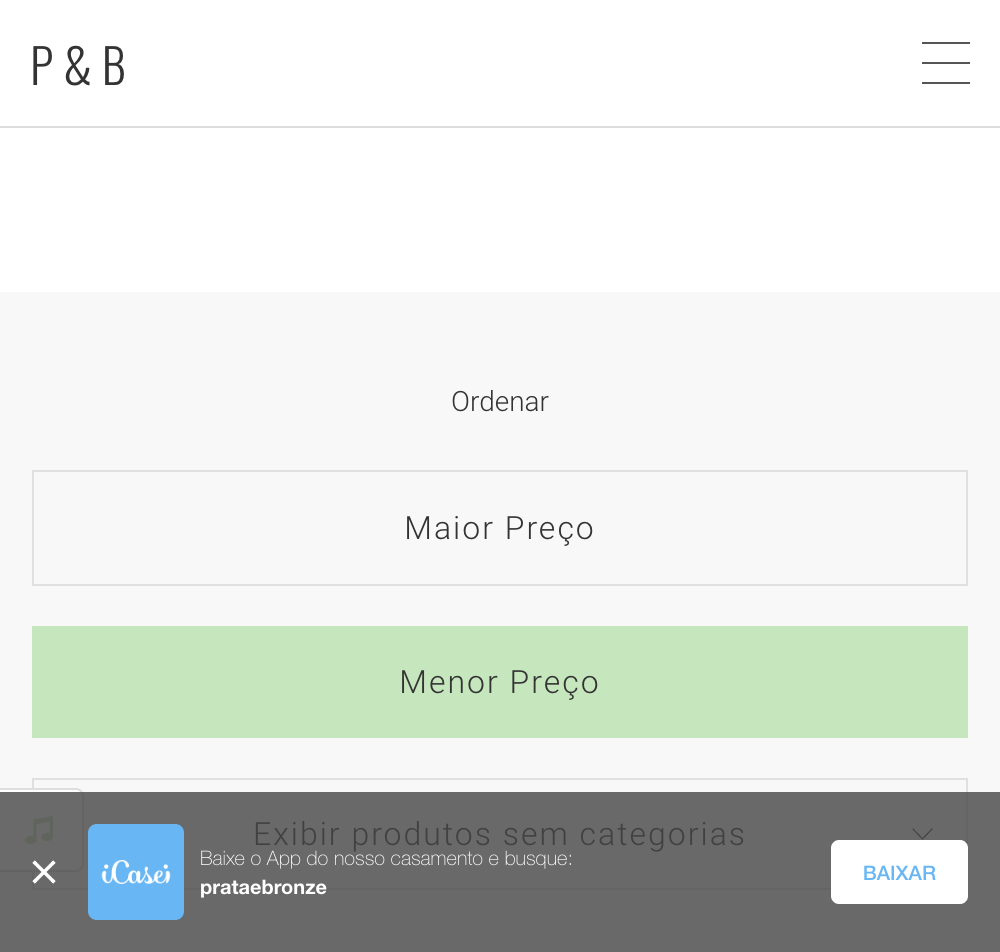 P & B
Ordenar
Maior Preço
Menor Preço
Exibir produtos sem categorias
iCasei
Baixe o App do nosso casamento e busque:
prataebronze
BAIXAR